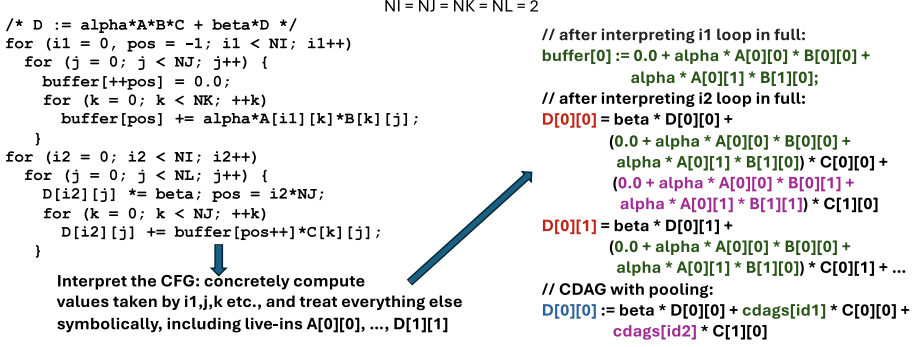 NI = NJ = NK = NL = 2
/* D := alpha*A*B*C + beta*D */
for (i1 = 0, pos = -1; i1 < NI; i1++)
for (j = 0; j < NJ; j++) {
buffer[++pos] = 0.0;
for (k = 0; k < NK; ++k)
buffer[pos] += alpha*A[i1][k]*B[k][j];
}
for (i2 = 0; i2 < NI; i2++)
for (j = 0; j < NL; j++) {
D[i2][j] *= beta; pos = i2*NJ;
for (k = 0; k < NJ; ++k)
D[i2][j] += buffer[pos++]*C[k][j];
}
Interpret the CFG: concretely compute
values taken by i1,j,k etc., and treat everything else
symbolically, including live-ins A[0][0], ..., D[1][1]
// after interpreting i1 loop in full:
buffer[0] := 0.0 + alpha * A[0][0] * B[0][0] +
alpha * A[0][1] * B[1][0];
// after interpreting i2 loop in full:
D[0][0] = beta * D[0][0] +
(0.0 + alpha * A[0][0] * B[0][0] +
alpha * A[0][1] * B[1][0]) * C[0][0] +
(0.0 + alpha * A[0][0] * B[0][1] +
alpha * A[0][1] * B[1][1]) * C[1][0]
D[0][1] = beta * D[0][1] +
(0.0 + alpha * A[0][0] * B[0][0] +
alpha * A[0][1] * B[1][0]) * C[0][1] + ...
// CDAG with pooling:
D[0][0] := beta * D[0][0] + cdags[id1] * C[0][0] +
cdags[id2] * C[1][0]